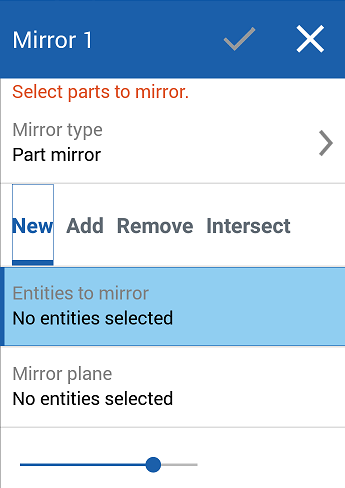 Mirror 1
Select parts to mirror.
Mirror type
Part mirror
New Add Remove Intersect
Entities to mirror
No entities selected
Mirror plane
No entities selected